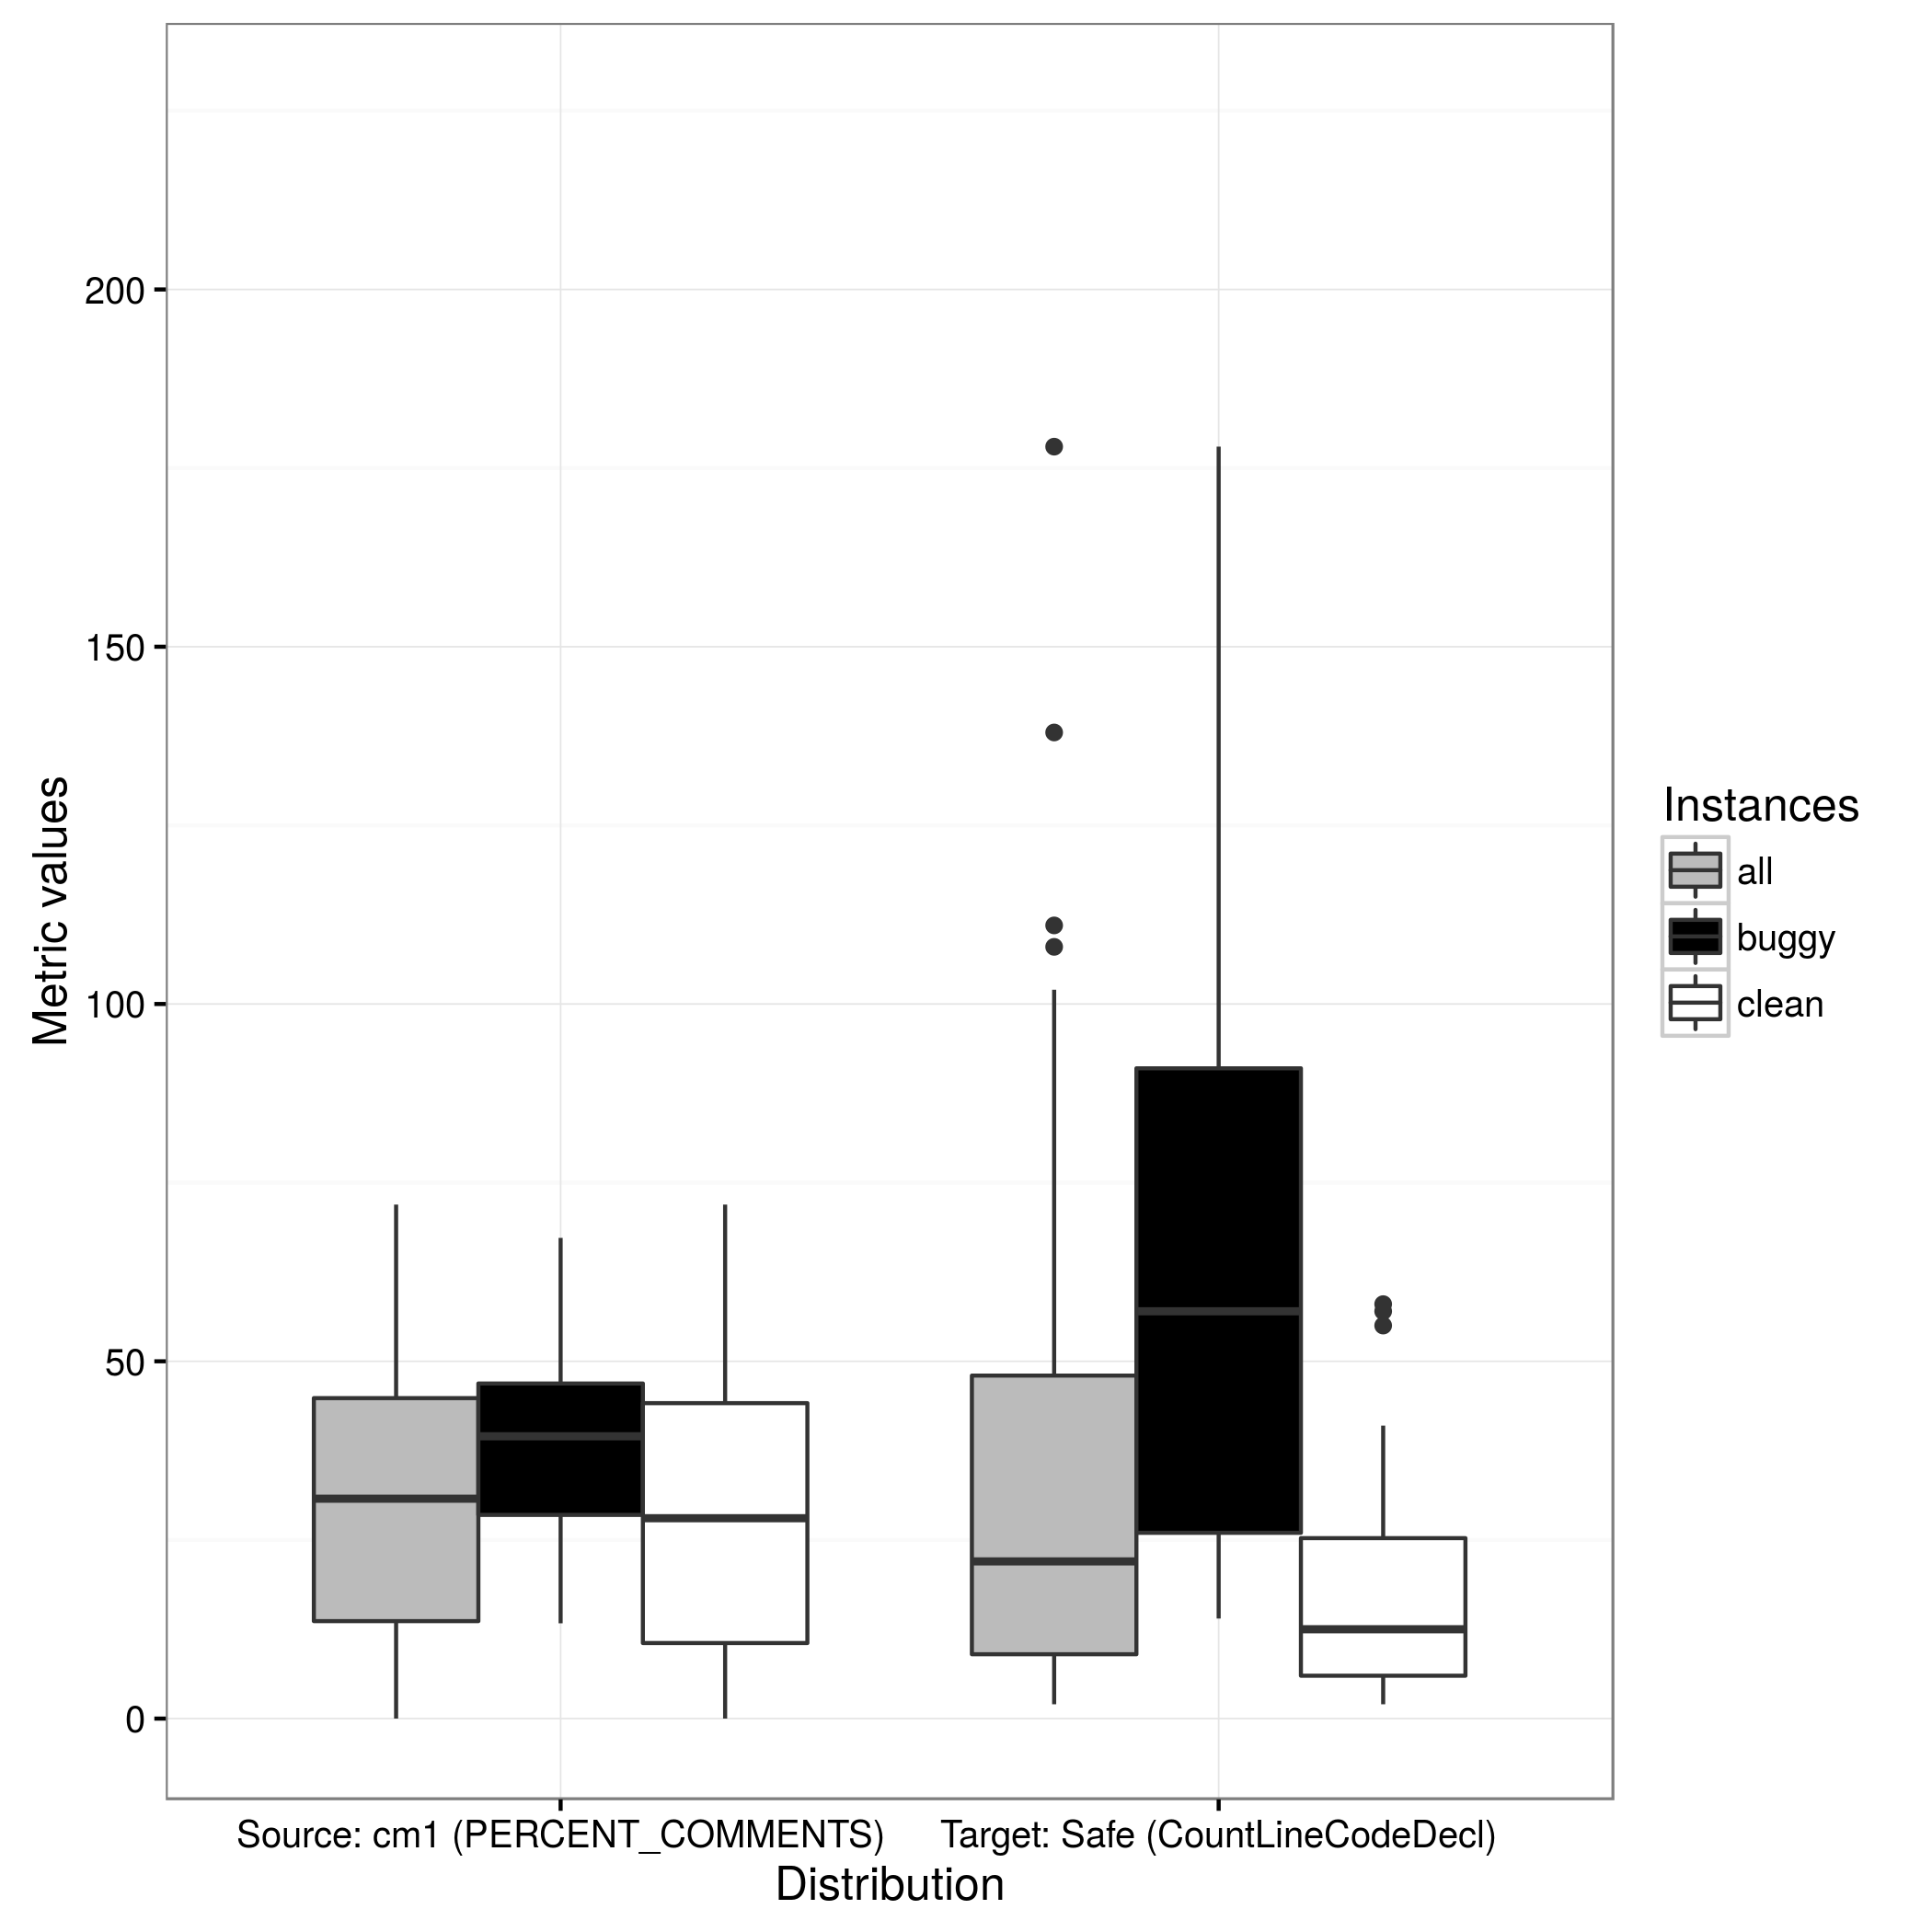 Metric values
200
150
100
50
0
Source: cm1 (PERCENT_COMMENTS)
Target: Safe (CountLineCodeDecl)
Distribution
Instances
all
buggy
clean